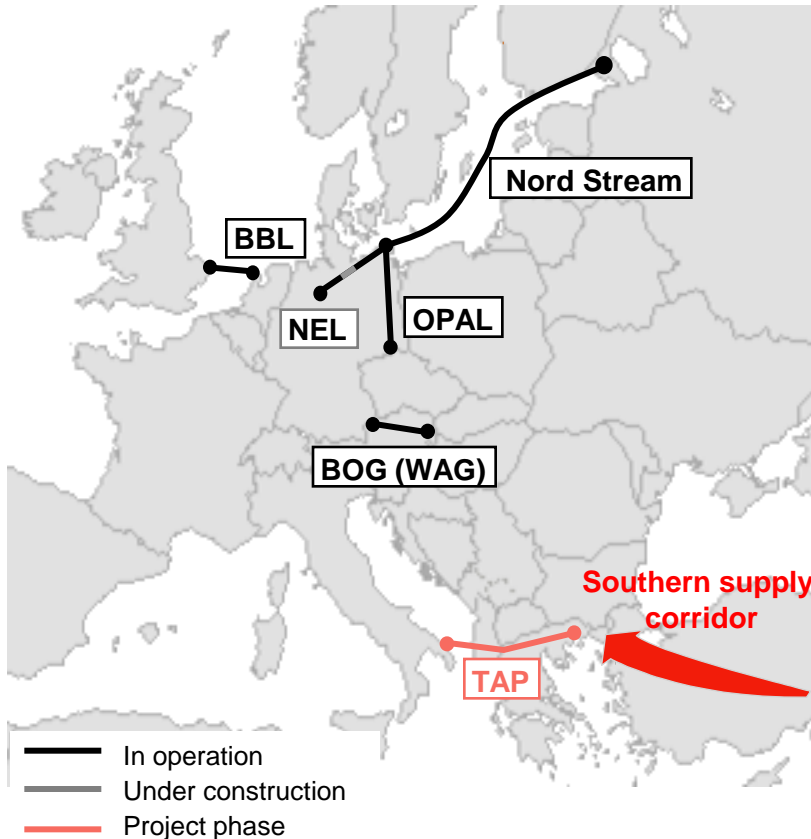 Nord Stream
BBL
NEL
OPAL
BOG (WAG)
Southern supply
corridor
TAP
In operation
Under construction
Project phase